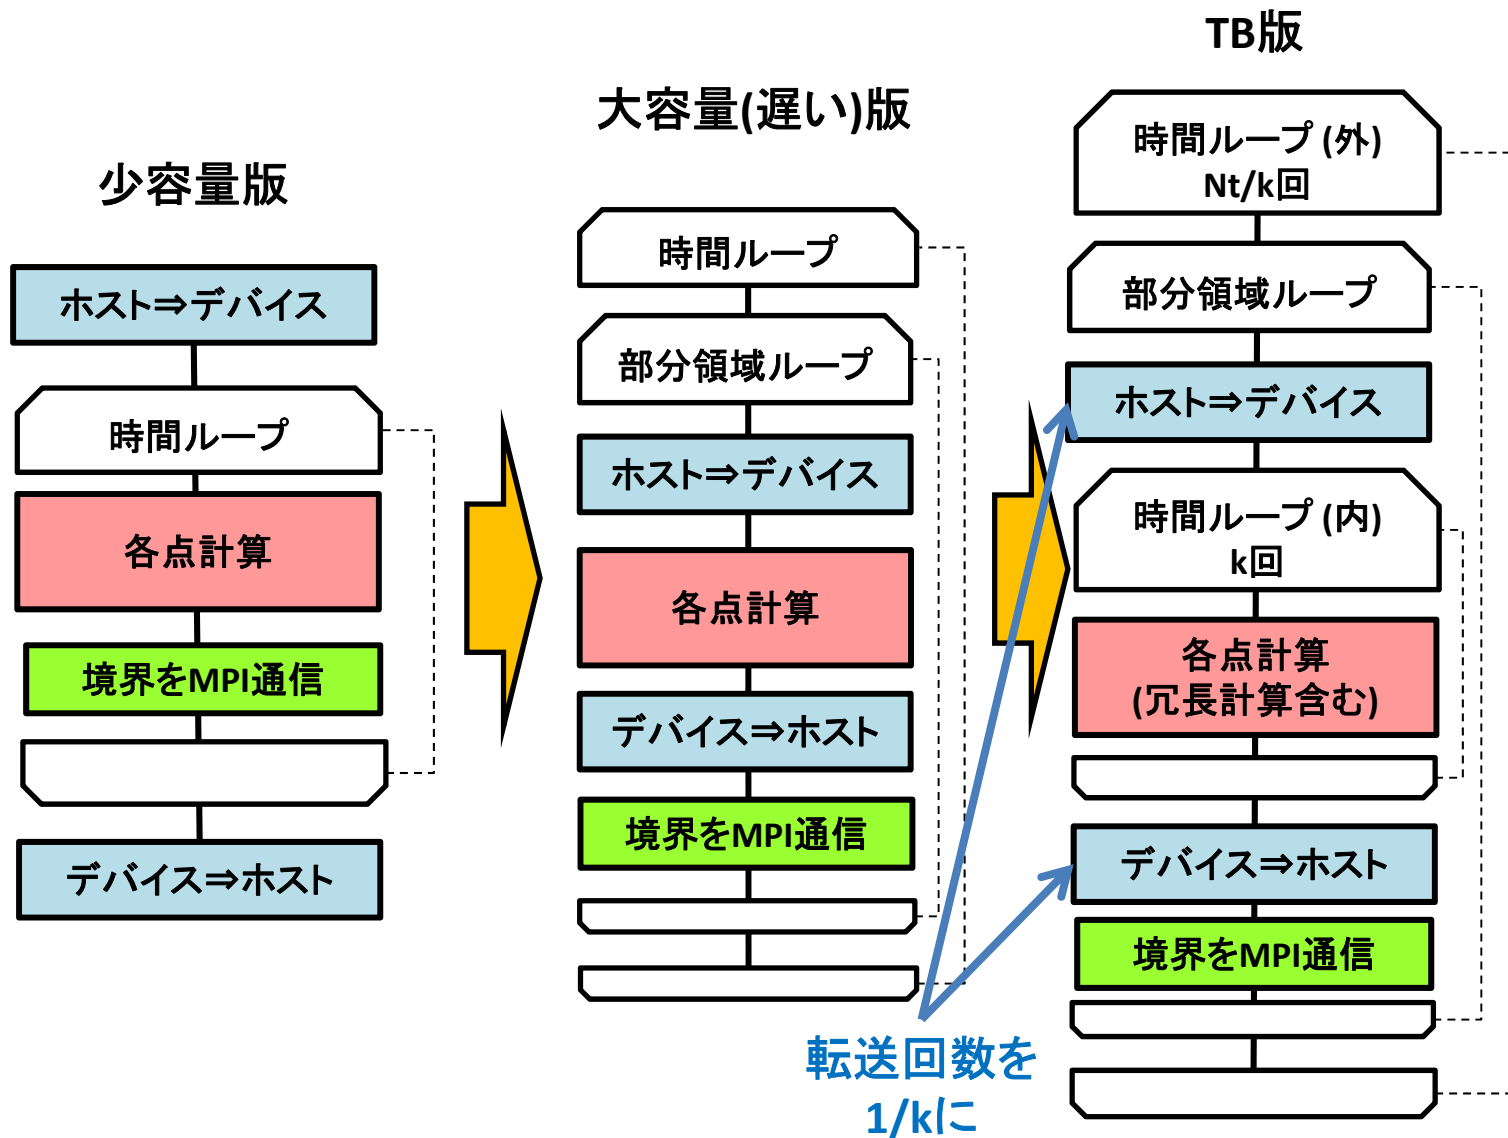 少容量版
ホスト⇒デバイス
時間ループ
各点計算
境界をMPI通信
デバイス⇒ホスト
大容量(遅い)版
時間ループ
部分領域ループ
ホスト⇒デバイス
各点計算
デバイス⇒ホスト
境界をMPI通信
TB版
時間ループ (外)
Nt/k回
部分領域ループ
ホスト⇒デバイス
時間ループ (内)
k回
各点計算
(冗長計算含む)
デバイス⇒ホスト
境界をMPI通信
転送回数を
1/kに